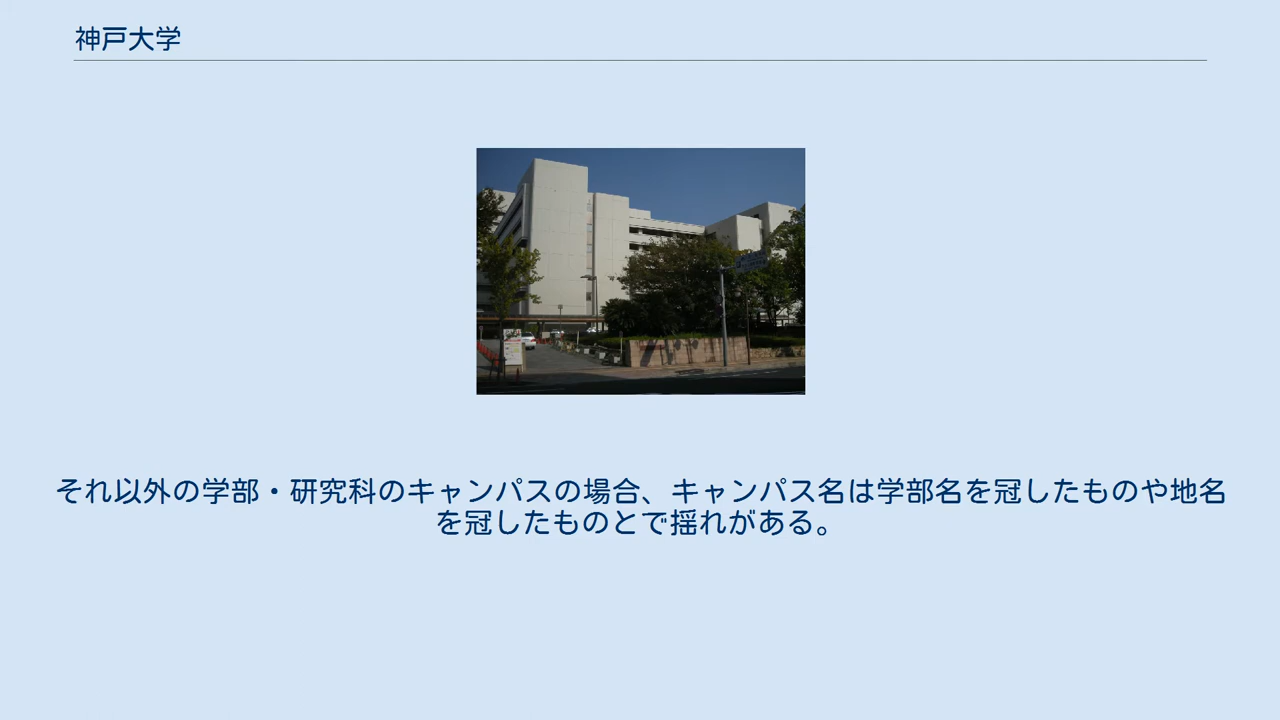 神戸大学
それ以外の学部・研究科のキャンパスの場合、キャンパス名は学部名を冠したものや地名
を冠したものとで揺れがある。